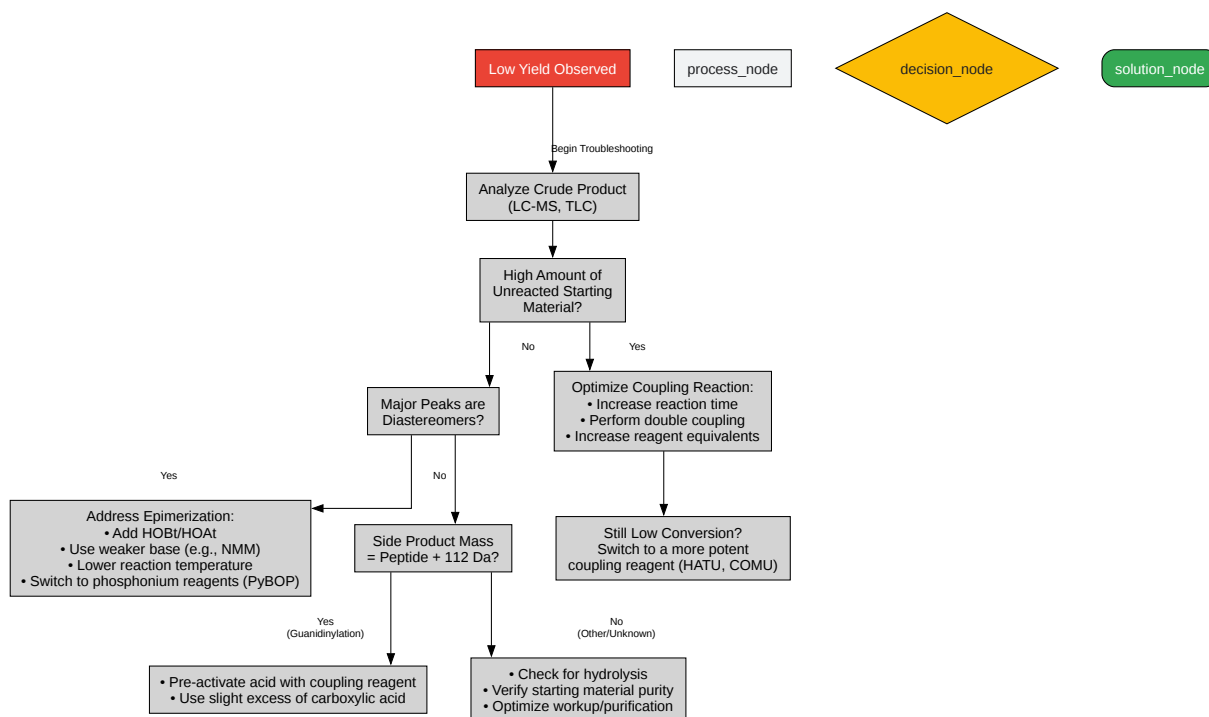 Low Yield Observed
process_node
decision_node
solution_node
Begin Troubleshooting
Analyze Crude Product
(LC-MS, TLC)
High Amount of
Unreacted Starting
Material?
No
Yes
Major Peaks are
Diastereomers?
Optimize Coupling Reaction:
• Increase reaction time
• Perform double coupling
• Increase reagent equivalents
Yes
No
Address Epimerization:
• Add HOBt/HOAt
• Use weaker base (e.g., NMM)
• Lower reaction temperature
• Switch to phosphonium reagents (PyBOP)
Side Product Mass
= Peptide + 112 Da?
Still Low Conversion?
Switch to a more potent
coupling reagent (HATU, COMU)
Yes
(Guanidinylation)
No
(Other/Unknown)
• Pre-activate acid with coupling reagent
• Use slight excess of carboxylic acid
• Check for hydrolysis
• Verify starting material purity
• Optimize workup/purification